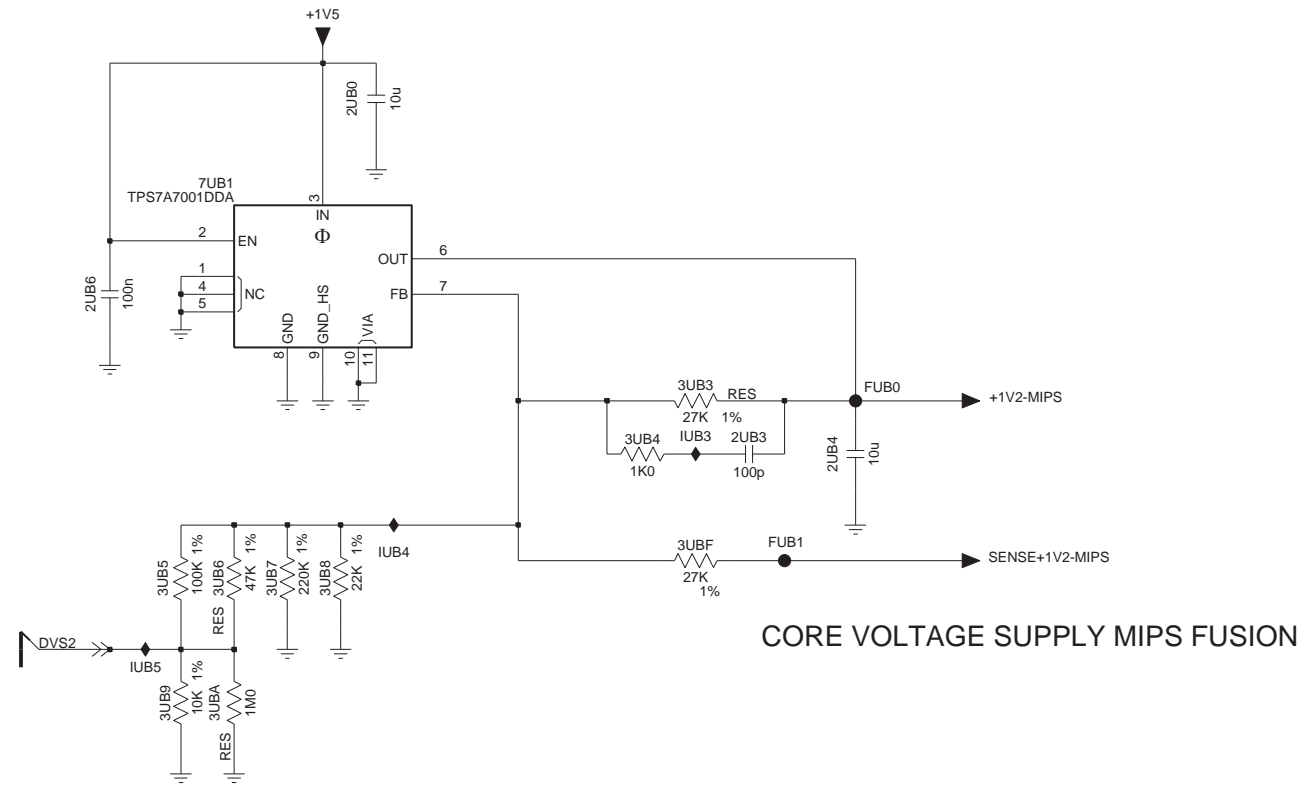 +1V5
2UB0
10u
7UB1
TPS7A7001DDA
3
IN
Φ
2
EN
OUT
6
1
4
5
NC
FB
7
2UB6
100n
GND
GND_HS
VIA
8
9
10
11
3UB3
RES
27K
1%
FUB0
+1V2-MIPS
3UB4
IUB3
2UB3
1K0
100p
2UB4
10u
IUB4
3UB5
100K 1%
3UB6
47K 1%
RES
3UB7
220K 1%
3UB8
22K 1%
3UBF
27K
1%
FUB1
SENSE+1V2-MIPS
CORE VOLTAGE SUPPLY MIPS FUSION
DVS2
IUB5
3UB9
10K 1%
3UBA
1M0
RES